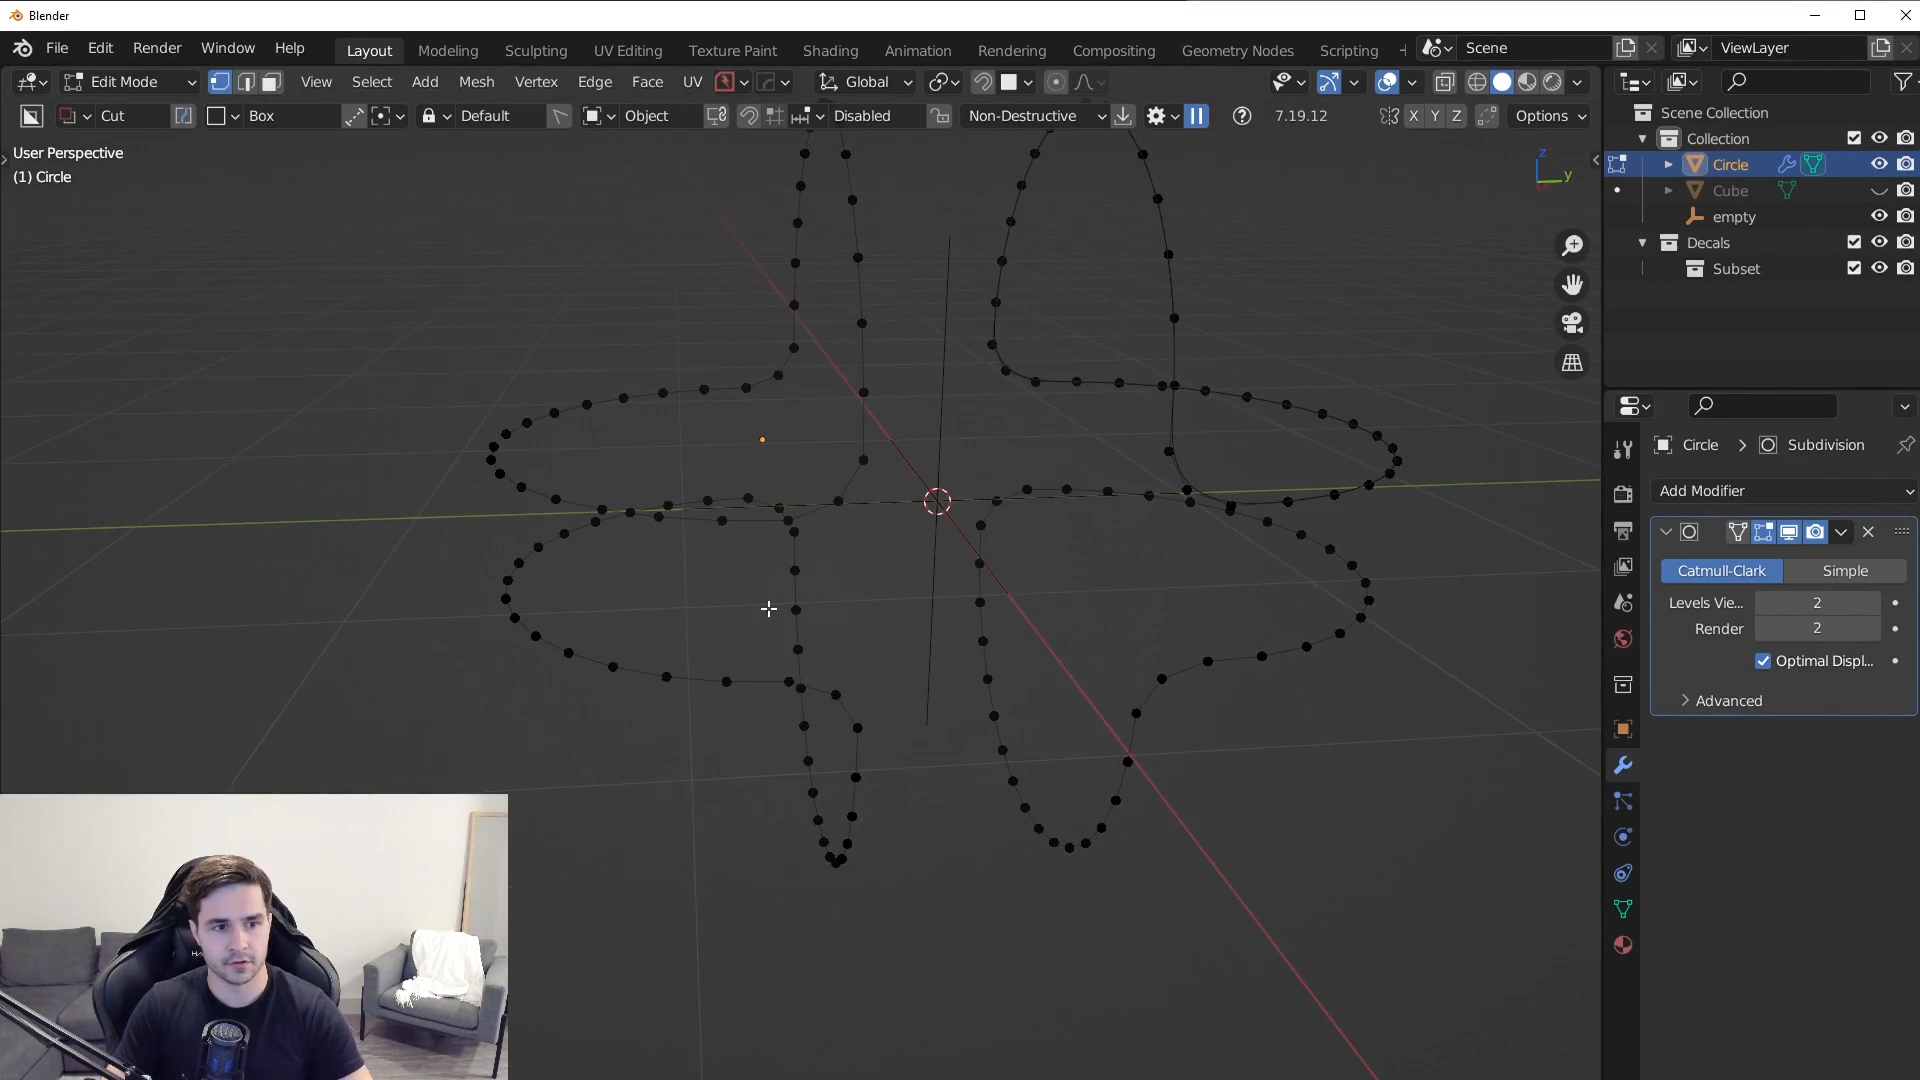 Blender
File Edit Render Window Help Layout Modeling Sculpting UV Editing Texture Paint Shading Animation Rendering Compositing Geometry Nodes Scripting Scene ViewLayer
Edit Mode View Select Add Mesh Vertex Edge Face UV Global
Cut Box Default Object Disabled Non-Destructive 7.19.12 X Y Z Options
User Perspective
(1) Circle
z
y
Scene Collection
Collection
Circle
Cube
empty
Decals
Subset
Circle > Subdivision
Add Modifier
Catmull-Clark Simple
Levels Vie... 2
Render 2
Optimal Displ...
Advanced